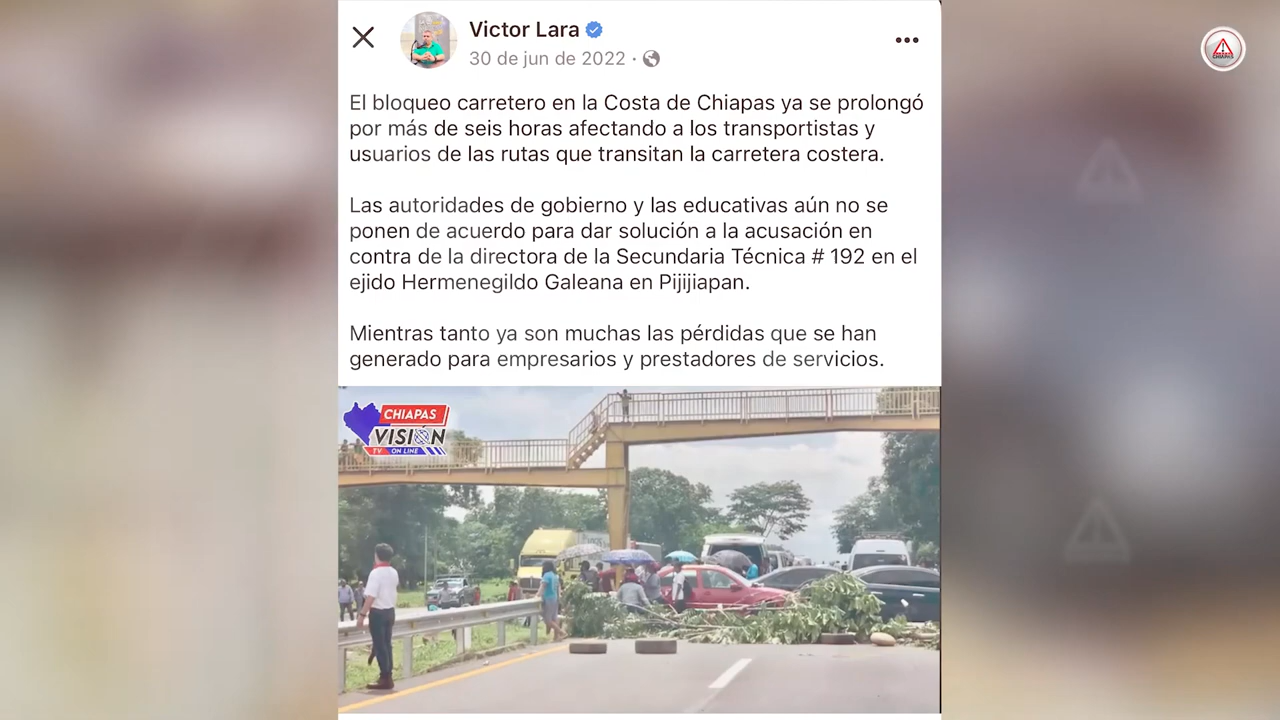 Victor Lara
30 de jun de 2022 ·
CHIAPAS
El bloqueo carretero en la Costa de Chiapas ya se prolongó
por más de seis horas afectando a los transportistas y
usuarios de las rutas que transitan la carretera costera.
Las autoridades de gobierno y las educativas aún no se
ponen de acuerdo para dar solución a la acusación en
contra de la directora de la Secundaria Técnica # 192 en el
ejido Hermenegildo Galeana en Pijijiapan.
Mientras tanto ya son muchas las pérdidas que se han
generado para empresarios y prestadores de servicios.
CHIAPAS
VISIÓN
TV ON LINE